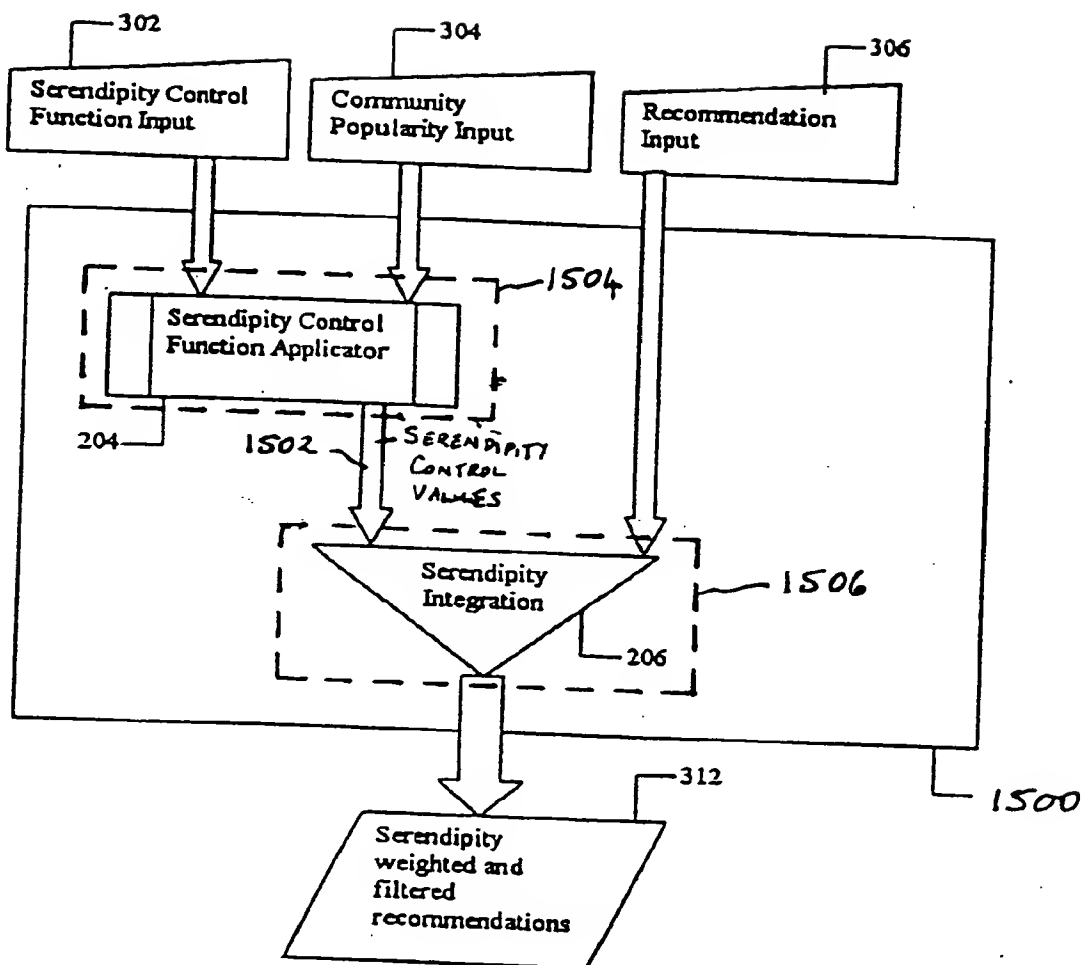 302
304
306
Serendipity Control
Function Input
Community
Popularity Input
Recommendation
Input
1504
Serendipity Control
Function Applicator
204
1502
SERENDIPITY
CONTROL
VALUES
Serendipity
Integration
1506
206
312
1500
Serendipity
weighted and
filtered
recommendations